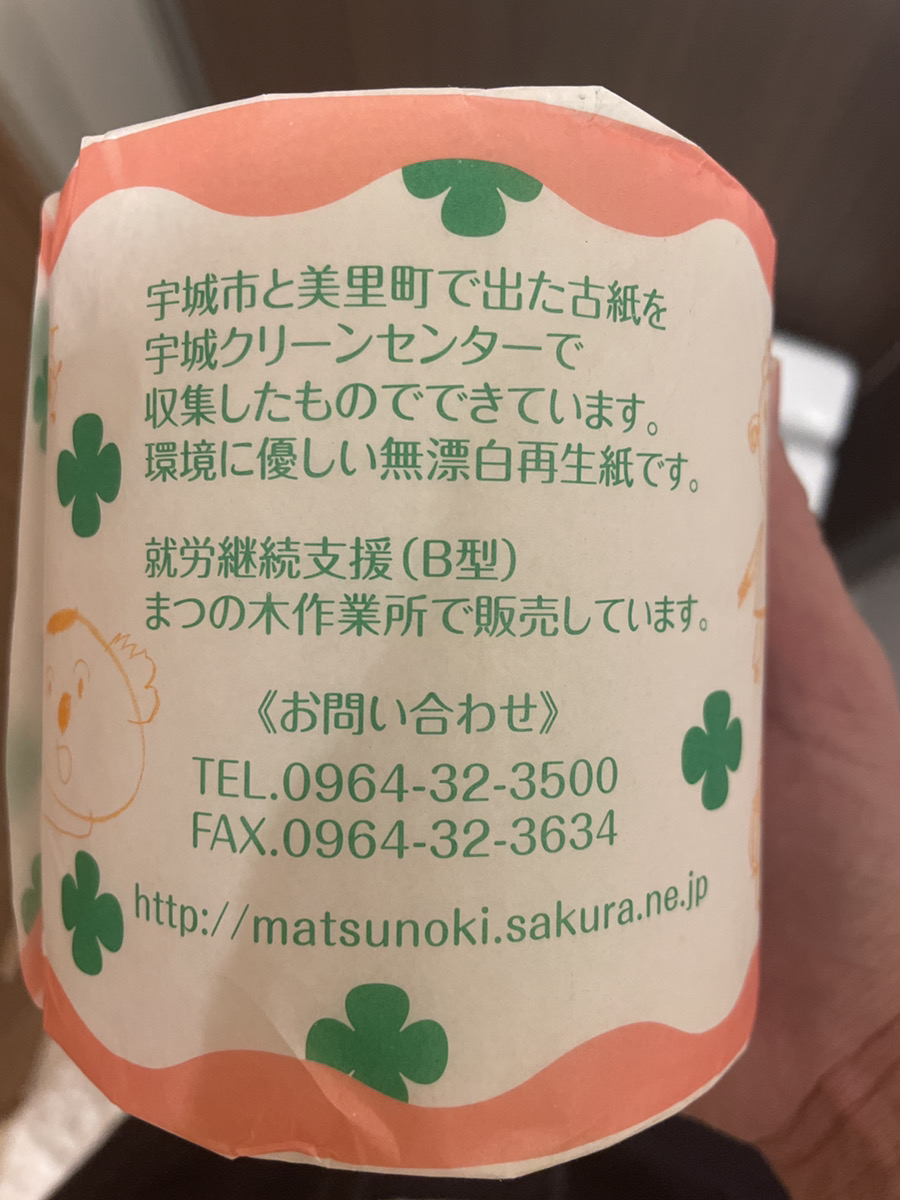 宇城市と美里町で出た古紙を
宇城クリーンセンターで
収集したものでできています。
環境に優しい無漂白再生紙です。
就労継続支援(B型)
まつの木作業所で販売しています。
《お問い合わせ》
TEL.0964-32-3500
FAX.0964-32-3634
http://matsunoki.sakura.ne.jp